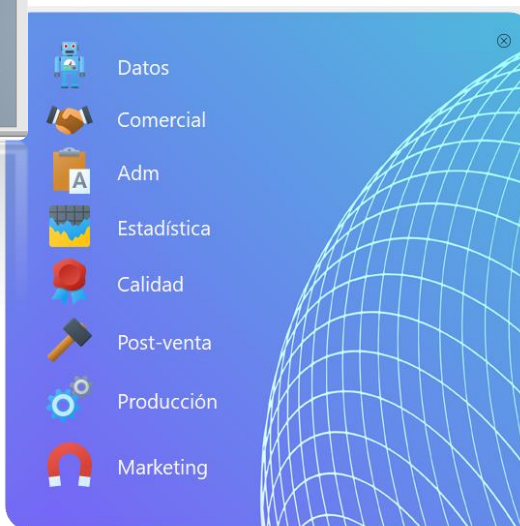 Datos
Comercial
A
Adm
Estadística
Calidad
Post-venta
Producción
Marketing